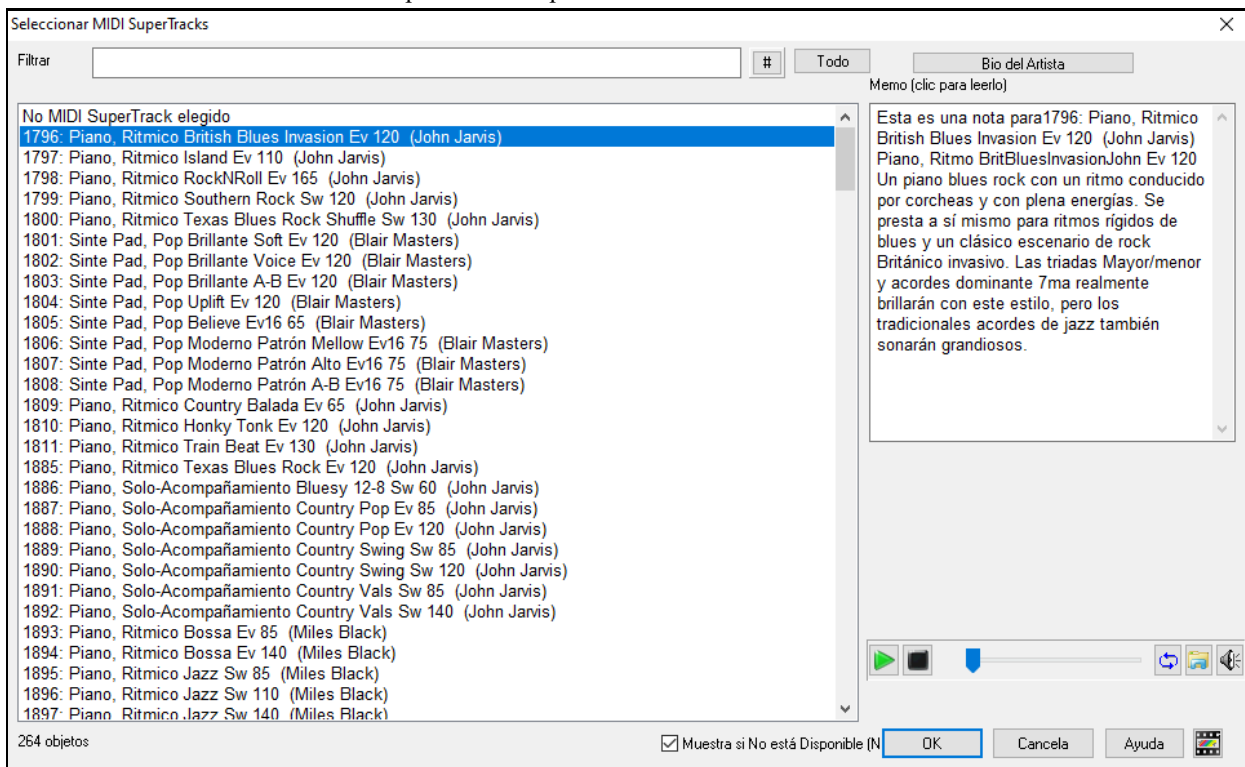 Seleccionar MIDI SuperTracks
Filtrar
#
Todo
Bio del Artista
Memo (clic para leerlo)
No MIDI SuperTrack elegido
1796: Piano, Ritmico British Blues Invasion Ev 120 (John Jarvis)
1797: Piano, Ritmico Island Ev 110 (John Jarvis)
1798: Piano, Ritmico RockNRoll Ev 165 (John Jarvis)
1799: Piano, Ritmico Southern Rock Sw 120 (John Jarvis)
1800: Piano, Ritmico Texas Blues Rock Shuffle Sw 130 (John Jarvis)
1801: Sinte Pad, Pop Brillante Soft Ev 120 (Blair Masters)
1802: Sinte Pad, Pop Brillante Voice Ev 120 (Blair Masters)
1803: Sinte Pad, Pop Brillante A-B Ev 120 (Blair Masters)
1804: Sinte Pad, Pop Uplift Ev 120 (Blair Masters)
1805: Sinte Pad, Pop Believe Ev16 65 (Blair Masters)
1806: Sinte Pad, Pop Moderno Patrón Mellow Ev16 75 (Blair Masters)
1807: Sinte Pad, Pop Moderno Patrón Alto Ev16 75 (Blair Masters)
1808: Sinte Pad, Pop Moderno Patrón A-B Ev16 75 (Blair Masters)
1809: Piano, Ritmico Country Balada Ev 65 (John Jarvis)
1810: Piano, Ritmico Honky Tonk Ev 120 (John Jarvis)
1811: Piano, Ritmico Train Beat Ev 130 (John Jarvis)
1885: Piano, Ritmico Texas Blues Rock Ev 120 (John Jarvis)
1886: Piano, Solo-Acompañamiento Bluesy 12-8 Sw 60 (John Jarvis)
1887: Piano, Solo-Acompañamiento Country Pop Ev 85 (John Jarvis)
1888: Piano, Solo-Acompañamiento Country Pop Ev 120 (John Jarvis)
1889: Piano, Solo-Acompañamiento Country Swing Sw 85 (John Jarvis)
1890: Piano, Solo-Acompañamiento Country Swing Sw 120 (John Jarvis)
1891: Piano, Solo-Acompañamiento Country Vals Sw 85 (John Jarvis)
1892: Piano, Solo-Acompañamiento Country Vals Sw 140 (John Jarvis)
1893: Piano, Ritmico Bossa Ev 85 (Miles Black)
1894: Piano, Ritmico Bossa Ev 140 (Miles Black)
1895: Piano, Ritmico Jazz Sw 85 (Miles Black)
1896: Piano, Ritmico Jazz Sw 110 (Miles Black)
1897: Piano, Ritmico Jazz Sw 140 (Miles Black)
Esta es una nota para1796: Piano, Ritmico
British Blues Invasion Ev 120 (John Jarvis)
Piano, Ritmo BritBluesInvasionJohn Ev 120
Un piano blues rock con un ritmo conducido
por corcheas y con plena energías. Se
presta a sí mismo para ritmos rígidos de
blues y un clásico escenario de rock
Británico invasivo. Las triadas Mayor/menor
y acordes dominante 7ma realmente
brillarán con este estilo, pero los
tradicionales acordes de jazz también
sonarán grandiosos.
264 objetos
Muestra si No está Disponible (N
OK
Cancela
Ayuda